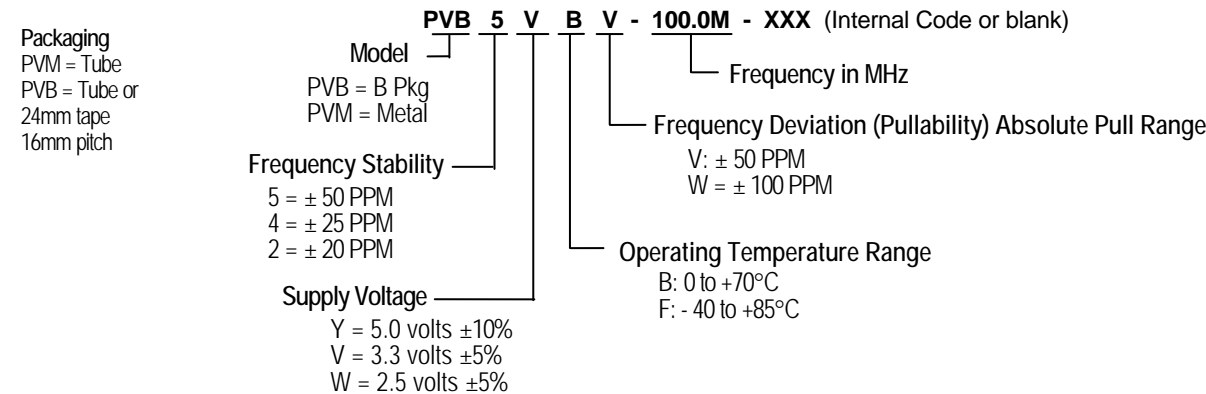 PVB 5 V B V - 100.0M - XXX (Internal Code or blank)
Packaging
PVM = Tube
PVB = Tube or
24mm tape
16mm pitch
Model
PVB = B Pkg
PVM = Metal
Frequency in MHz
Frequency Deviation (Pullability) Absolute Pull Range
V: ± 50 PPM
W = ± 100 PPM
Frequency Stability
5 = ± 50 PPM
4 = ± 25 PPM
2 = ± 20 PPM
Operating Temperature Range
B: 0 to +70°C
F: - 40 to +85°C
Supply Voltage
Y = 5.0 volts ±10%
V = 3.3 volts ±5%
W = 2.5 volts ±5%